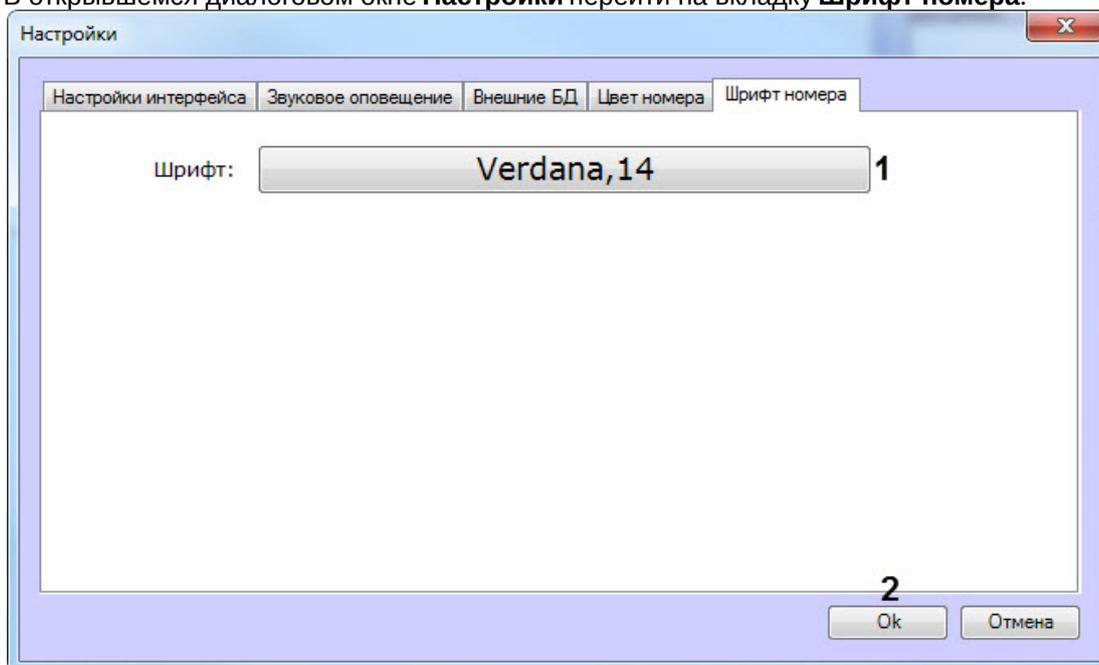 В открывшемся диалоговом окне Настройки перейти на вкладку Шрифт номера.
Настройки
Настройки интерфейса Звуковое оповещение Внешние БД Цвет номера Шрифт номера
Шрифт: Verdana,14 1
2
Ok Отмена